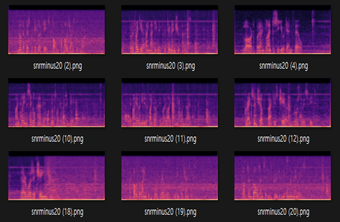 snrminus20 (2).png
snrminus20 (3).png
snrminus20 (4).png
snrminus20 (10).png
snrminus20 (11).png
snrminus20 (12).png
snrminus20 (18).png
snrminus20 (19).png
snrminus20 (20).png